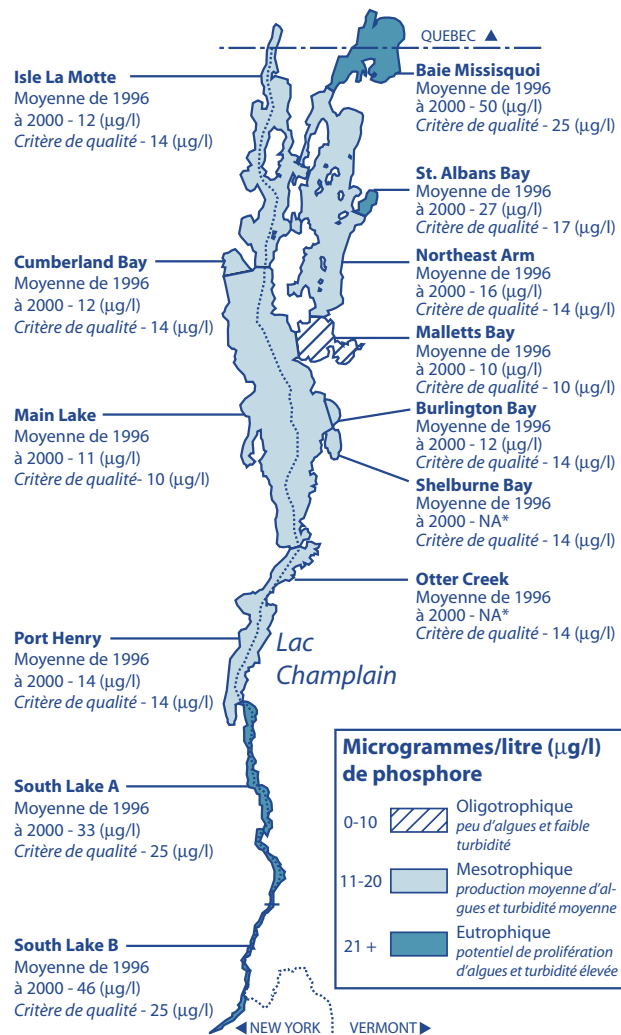 QUEBEC ▲
Isle La Motte
Moyenne de 1996
à 2000 - 12 (µg/l)
Critère de qualité - 14 (µg/l)
Cumberland Bay
Moyenne de 1996
à 2000 - 12 (µg/l)
Critère de qualité - 14 (µg/l)
Main Lake
Moyenne de 1996
à 2000 - 11 (µg/l)
Critère de qualité- 10 (µg/l)
Port Henry
Moyenne de 1996
à 2000 - 14 (µg/l)
Critère de qualité - 14 (µg/l)
South Lake A
Moyenne de 1996
à 2000 - 33 (µg/l)
Critère de qualité - 25 (µg/l)
South Lake B
Moyenne de 1996
à 2000 - 46 (µg/l)
Critère de qualité - 25 (µg/l)
Baie Missisquoi
Moyenne de 1996
à 2000 - 50 (µg/l)
Critère de qualité - 25 (µg/l)
St. Albans Bay
Moyenne de 1996
à 2000 - 27 (µg/l)
Critère de qualité - 17 (µg/l)
Northeast Arm
Moyenne de 1996
à 2000 - 16 (µg/l)
Critère de qualité - 14 (µg/l)
Malletts Bay
Moyenne de 1996
à 2000 - 10 (µg/l)
Critère de qualité - 10 (µg/l)
Burlington Bay
Moyenne de 1996
à 2000 - 12 (µg/l)
Critère de qualité - 14 (µg/l)
Shelburne Bay
Moyenne de 1996
à 2000 - NA*
Critère de qualité - 14 (µg/l)
Otter Creek
Moyenne de 1996
à 2000 - NA*
Critère de qualité - 14 (µg/l)
Lac
Champlain
Microgrammes/litre (µg/l)
de phosphore
0-10 Oligotrophique
peu d'algues et faible
turbidité
11-20 Mesotrophique
production moyenne d'al-
gues et turbidité moyenne
21 + Eutrophique
potentiel de prolifération
d'algues et turbidité élevée
◀ NEW YORK VERMONT ▶